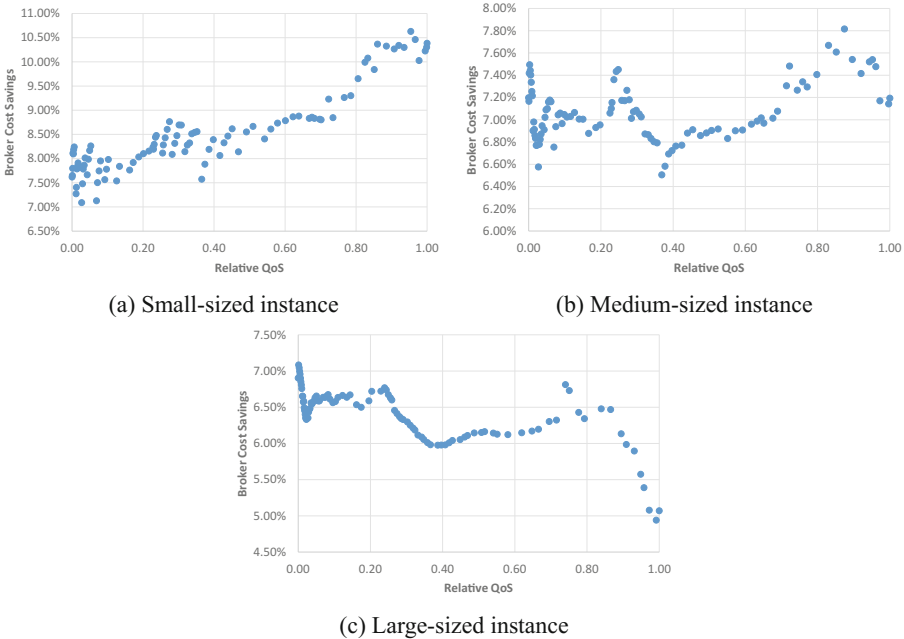 11.00%
10.50%
10.00%
9.50%
9.00%
8.50%
8.00%
7.50%
7.00%
6.50%
Broker Cost Savings
0.00 0.20 0.40 0.60 0.80 1.00
Relative QoS
(a) Small-sized instance
8.00%
7.80%
7.60%
7.40%
7.20%
7.00%
6.80%
6.60%
6.40%
6.20%
6.00%
Broker Cost Savings
0.00 0.20 0.40 0.60 0.80 1.00
Relative QoS
(b) Medium-sized instance
7.50%
7.00%
6.50%
6.00%
5.50%
5.00%
4.50%
Broker Cost Savings
0.00 0.20 0.40 0.60 0.80 1.00
Relative QoS
(c) Large-sized instance